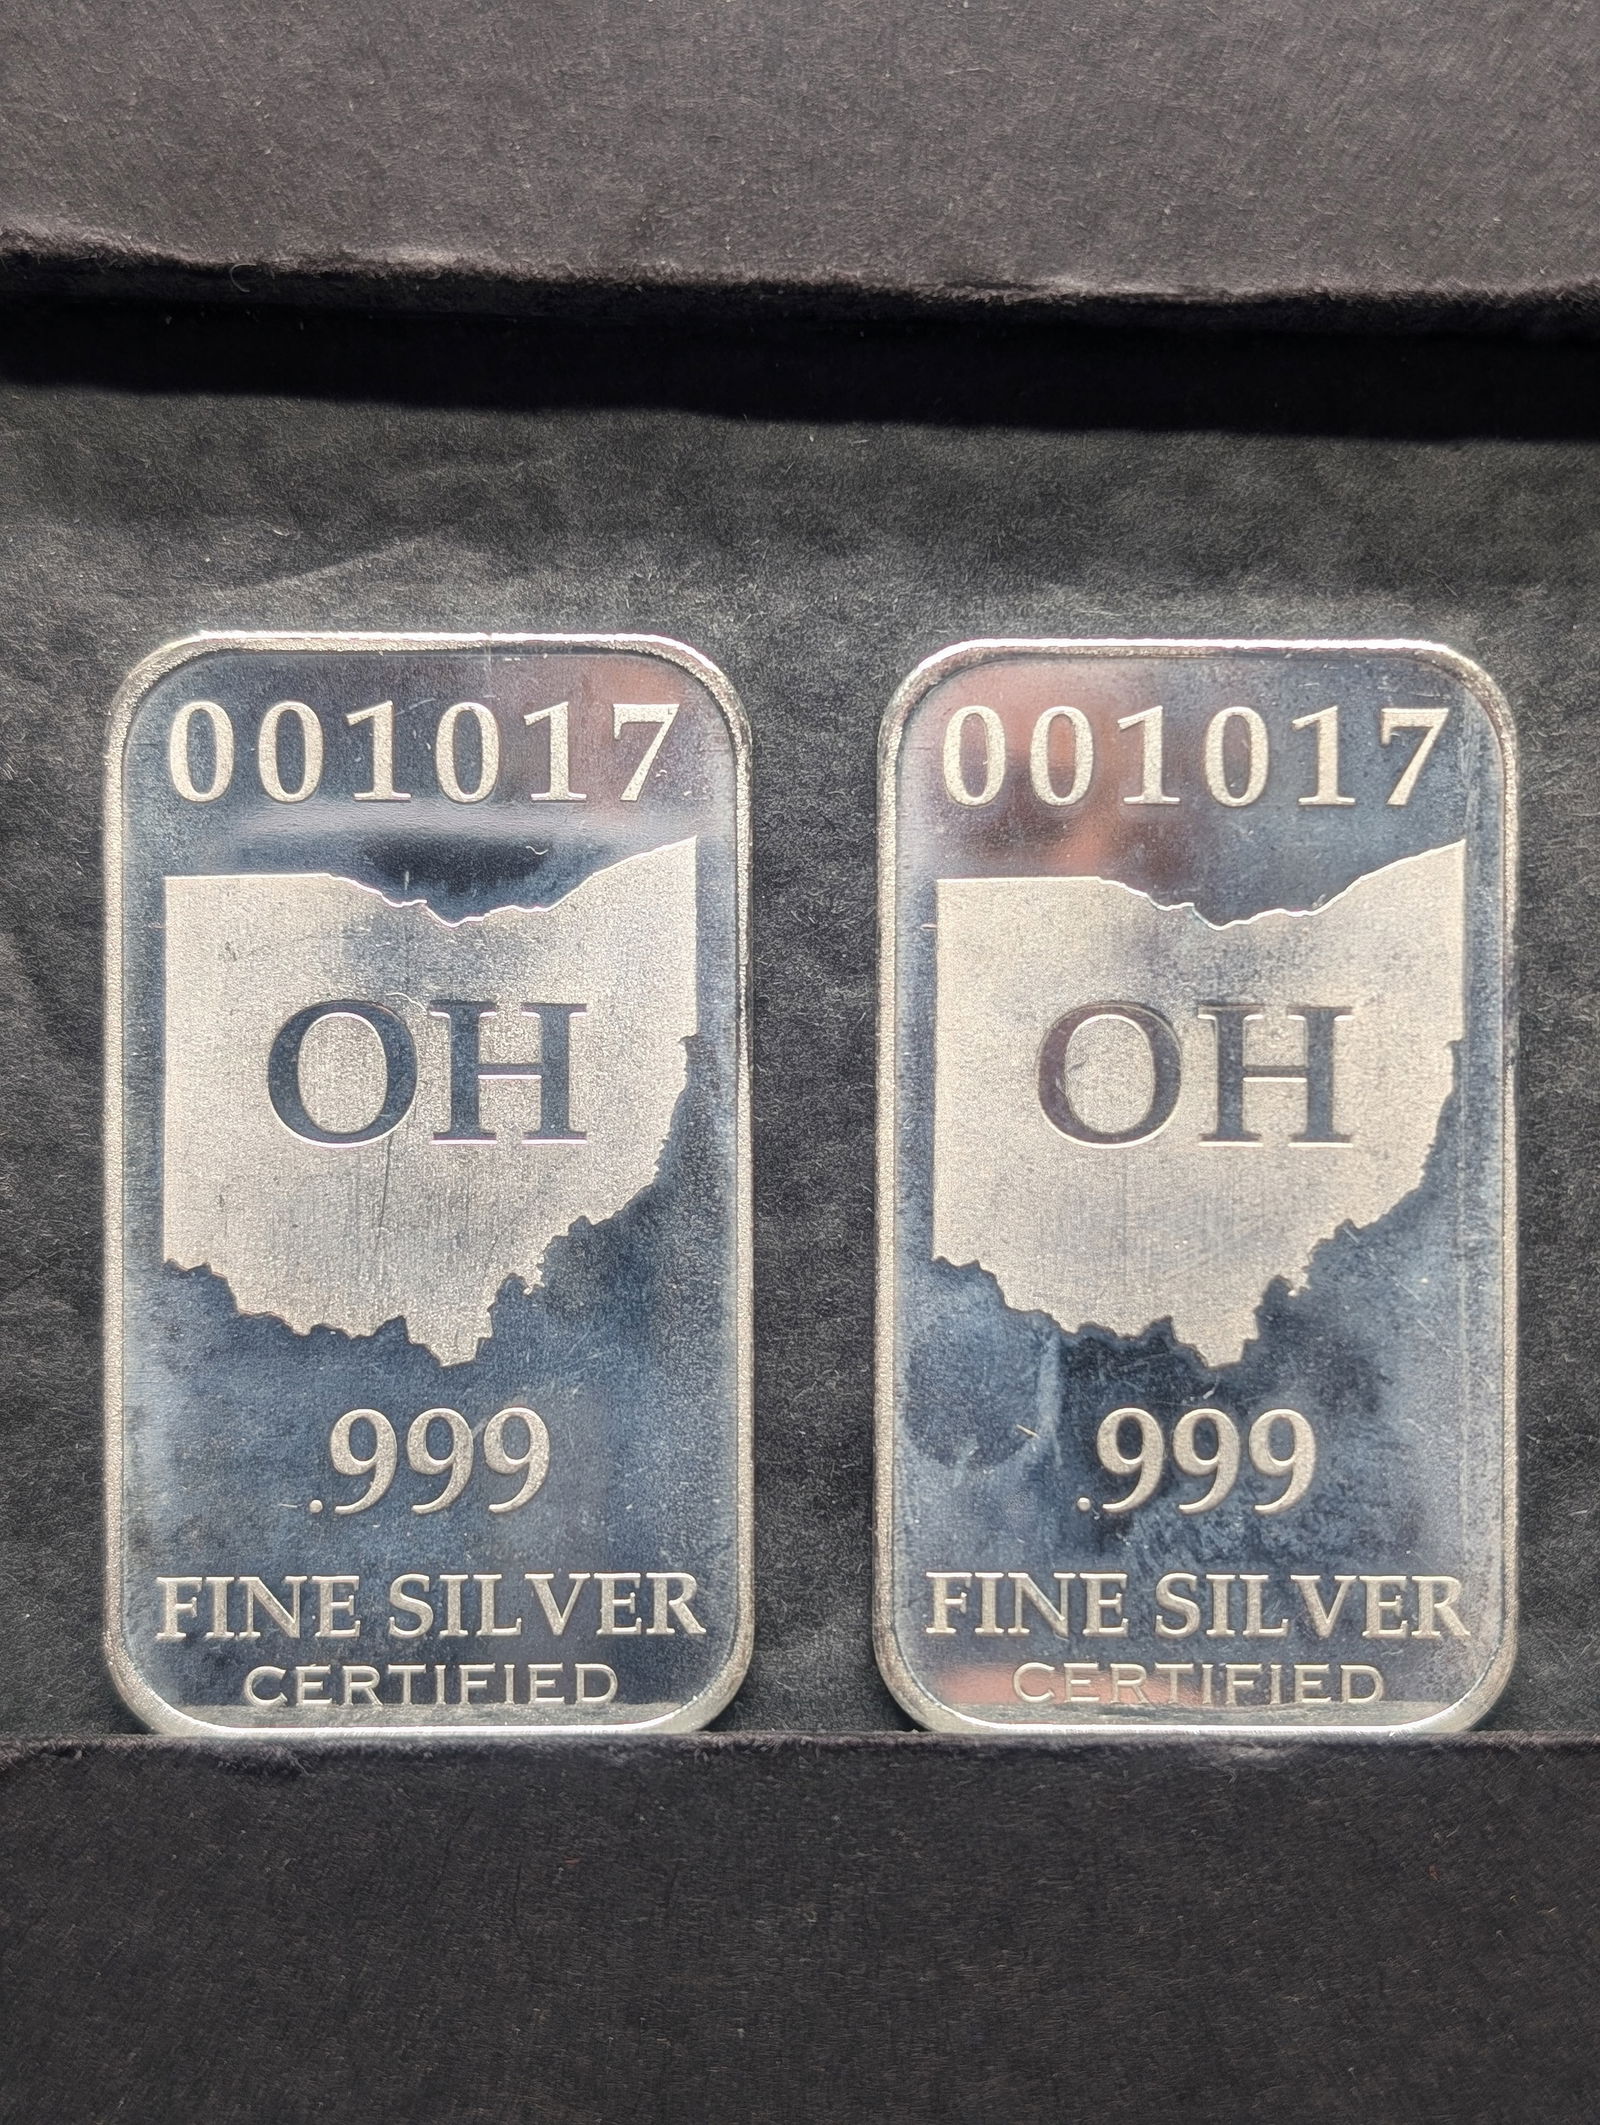 001017
OH
.999
FINE SILVER
CERTIFIED
001017
OH
.999
FINE SILVER
CERTIFIED